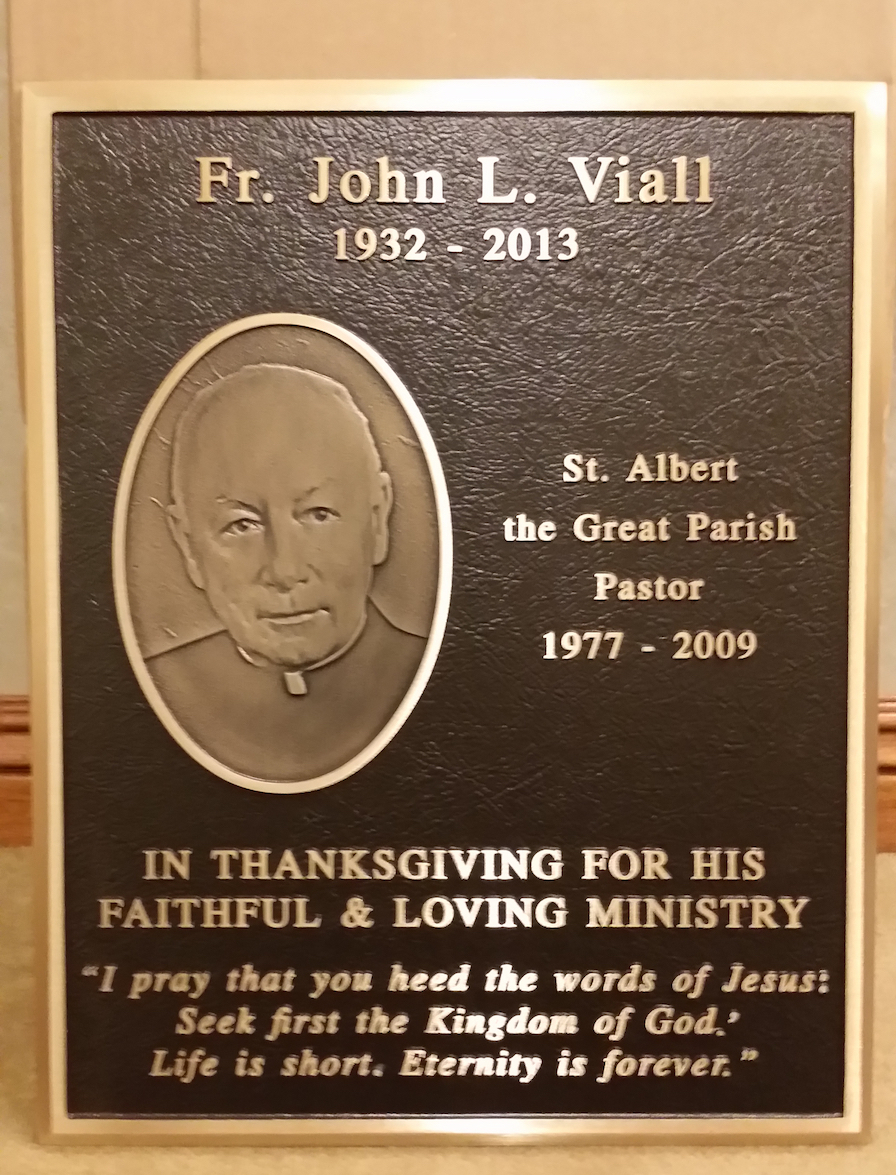 Fr. John L. Viall
1932 - 2013
St. Albert
the Great Parish
Pastor
1977 - 2009
IN THANKSGIVING FOR HIS
FAITHFUL & LOVING MINISTRY
“I pray that you heed the words of Jesus:
Seek first the Kingdom of God.’
Life is short. Eternity is forever.”